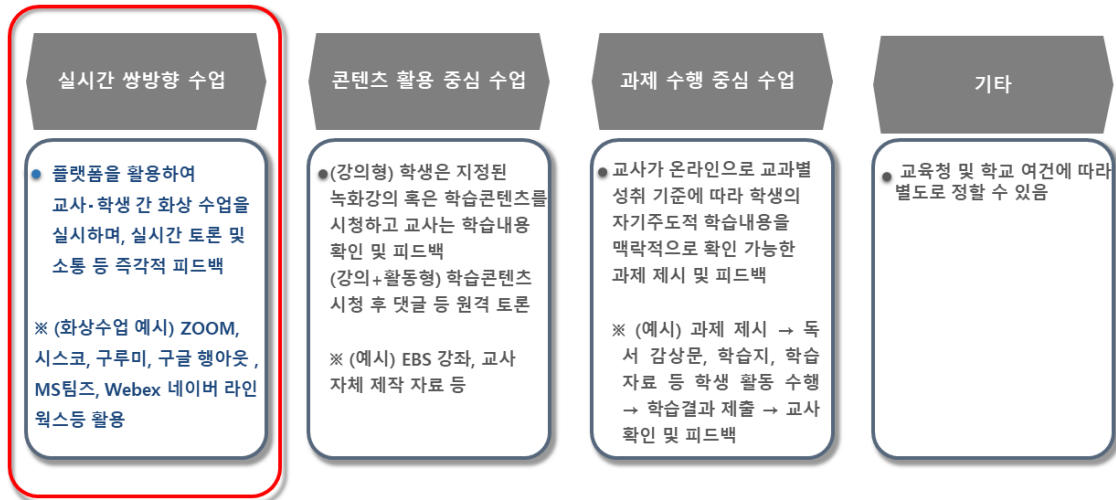 실시간 쌍방향 수업
● 플랫폼을 활용하여
교사·학생 간 화상 수업을
실시하며, 실시간 토론 및
소통 등 즉각적 피드백
※ (화상수업 예시) ZOOM,
시스코, 구루미, 구글 행아웃 ,
MS팀즈, Webex 네이버 라인
웍스등 활용
콘텐츠 활용 중심 수업
●(강의형) 학생은 지정된
녹화강의 혹은 학습콘텐츠를
시청하고 교사는 학습내용
확인 및 피드백
(강의+활동형) 학습콘텐츠
시청 후 댓글 등 원격 토론
※ (예시) EBS 강좌, 교사
자체 제작 자료 등
과제 수행 중심 수업
●교사가 온라인으로 교과별
성취 기준에 따라 학생의
자기주도적 학습내용을
맥락적으로 확인 가능한
과제 제시 및 피드백
※ (예시) 과제 제시 → 독
서 감상문, 학습지, 학습
자료 등 학생 활동 수행
→ 학습결과 제출 → 교사
확인 및 피드백
기타
● 교육청 및 학교 여건에 따라
별도로 정할 수 있음